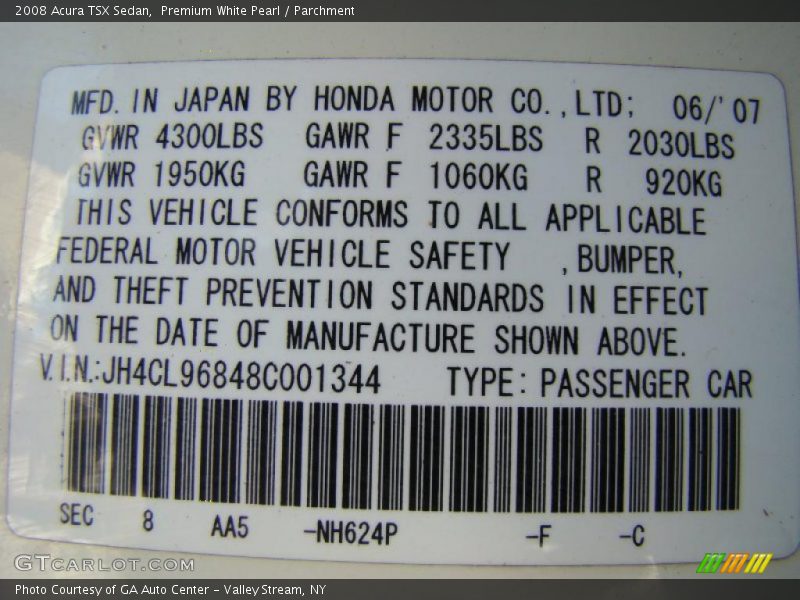 2008 Acura TSX Sedan,  Premium White Pearl / Parchment
MFD. IN JAPAN BY HONDA MOTOR CO.,LTD; 06/'07
GVWR 4300LBS GAWR F 2335LBS R 2030LBS
GVWR 1950KG GAWR F 1060KG R 920KG
THIS VEHICLE CONFORMS TO ALL APPLICABLE
FEDERAL MOTOR VEHICLE SAFETY ,BUMPER,
AND THEFT PREVENTION STANDARDS IN EFFECT
ON THE DATE OF MANUFACTURE SHOWN ABOVE.
V.I.N.:JH4CL96848C001344 TYPE: PASSENGER CAR
SEC 8 AA5 -NH624P -F -C
GTCARLOT.COM
Photo Courtesy of GA Auto Center - Valley Stream, NY